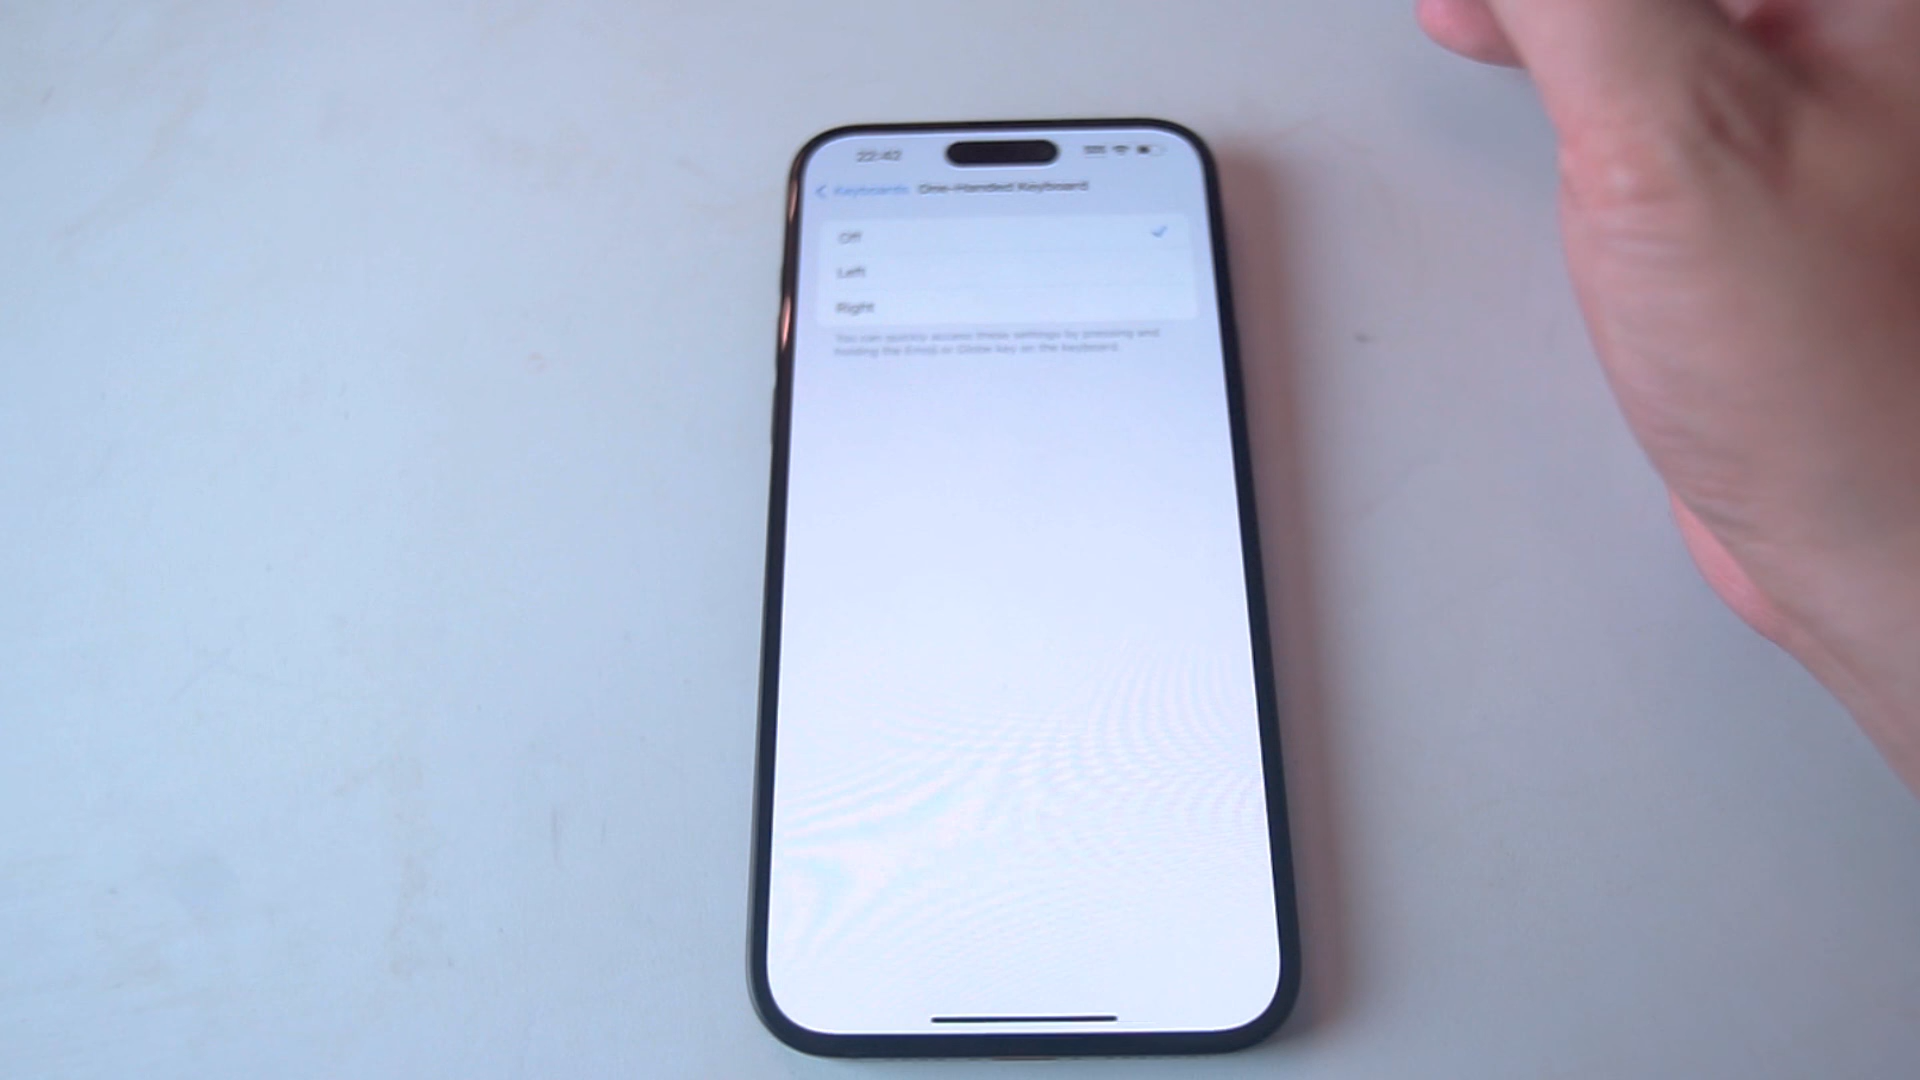 22:42
Keyboards One-Handed Keyboard
Off
Left
Right
You can quickly access these settings by pressing and
holding the Emoji or Globe key on the keyboard.